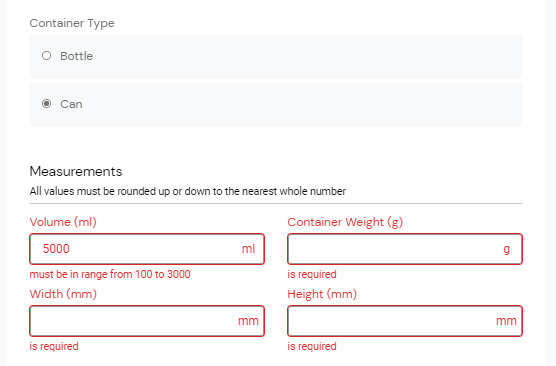 Container Type
Bottle
Can
Measurements
All values must be rounded up or down to the nearest whole number
Volume (ml)
Container Weight (g)
5000 ml
g
must be in range from 100 to 3000
is required
Width (mm)
Height (mm)
mm
mm
is required
is required